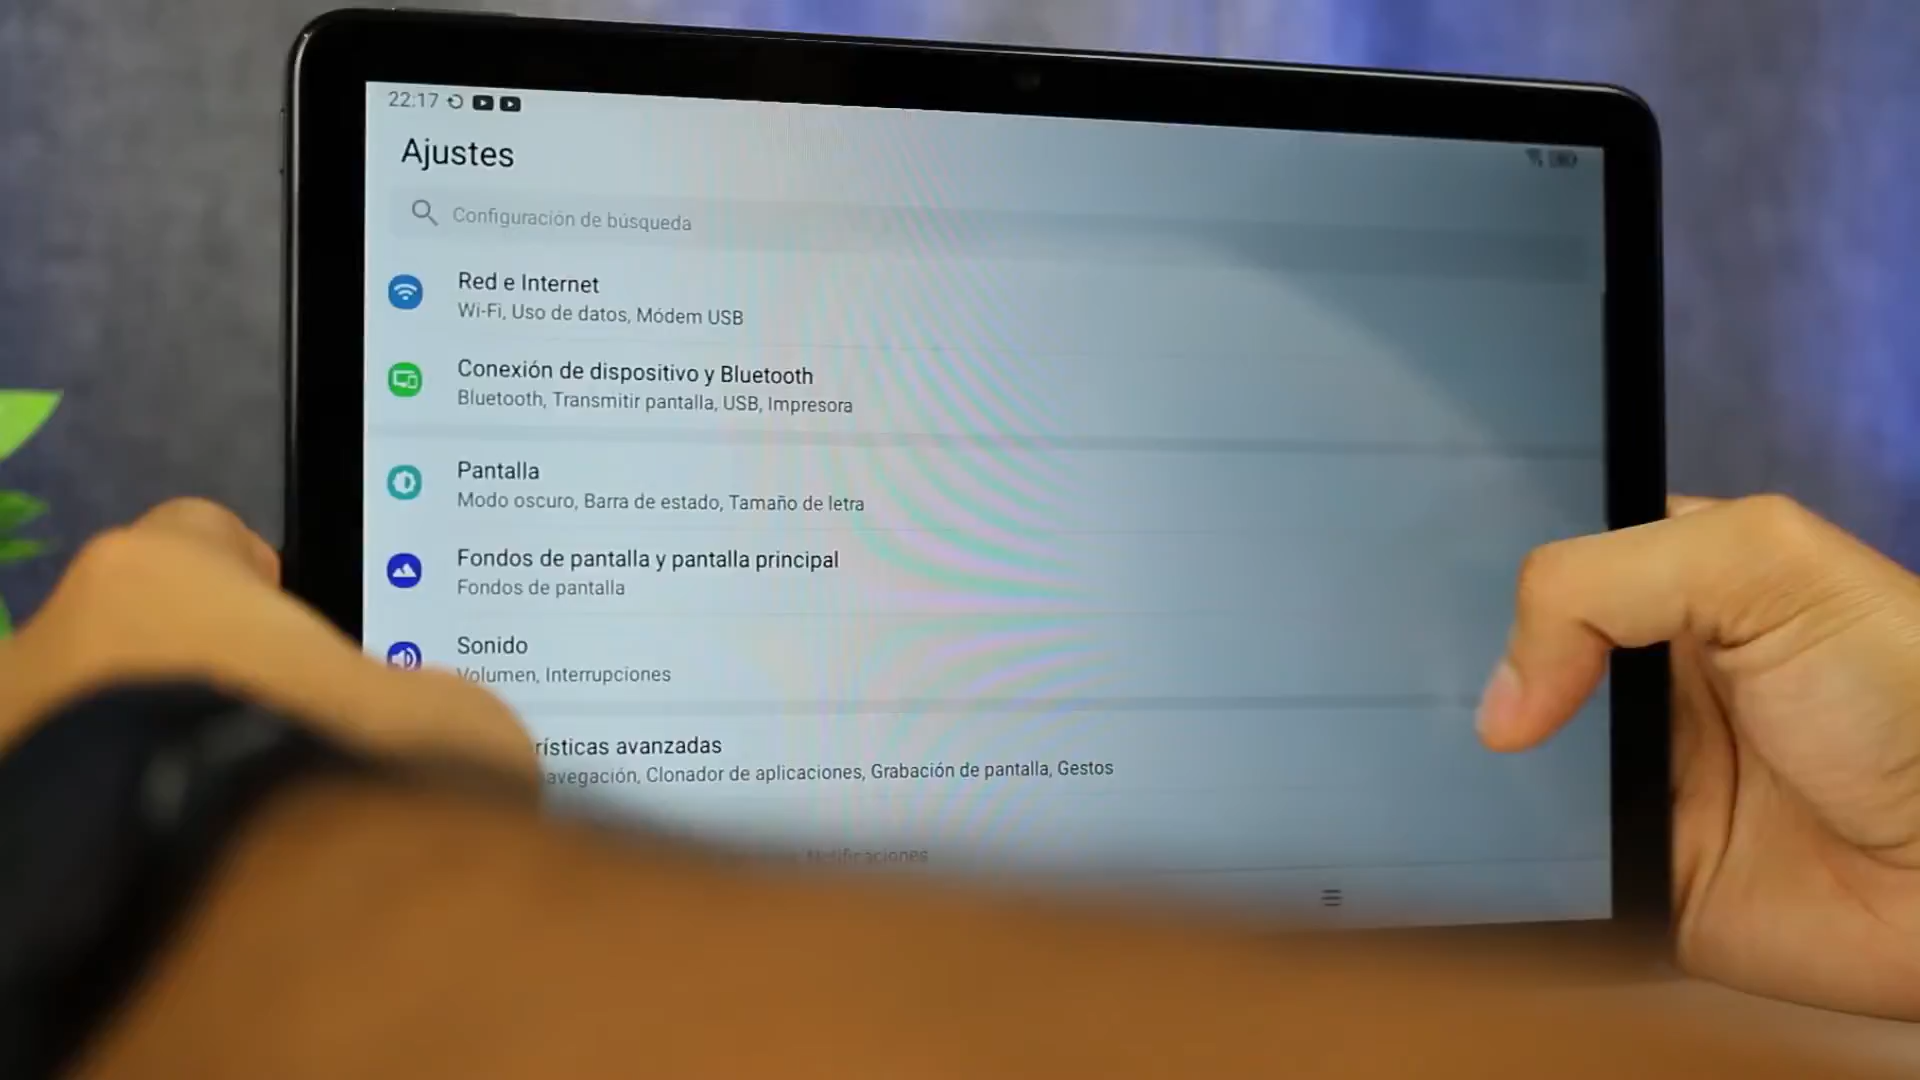 22:17
Ajustes
Configuración de búsqueda
Red e Internet
Wi-Fi, Uso de datos, Módem USB
Conexión de dispositivo y Bluetooth
Bluetooth, Transmitir pantalla, USB, Impresora
Pantalla
Modo oscuro, Barra de estado, Tamaño de letra
Fondos de pantalla y pantalla principal
Fondos de pantalla
Sonido
Volumen, Interrupciones
rísticas avanzadas
avegación, Clonador de aplicaciones, Grabación de pantalla, Gestos
Notificaciones